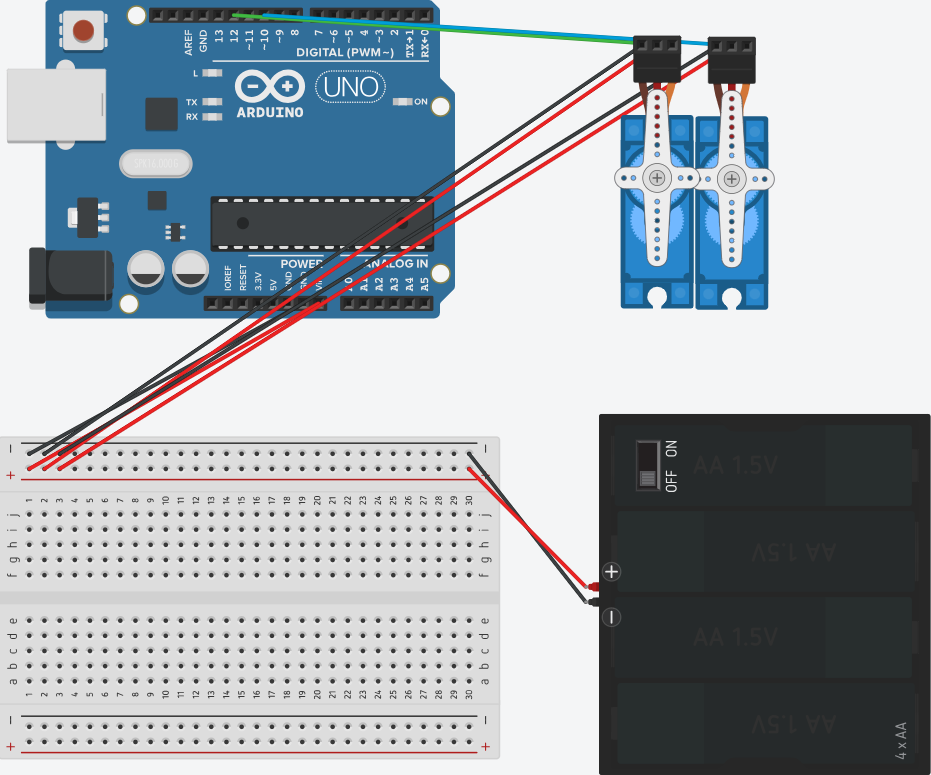 AREF
GND
13
12
~11
~10
~9
8
7
~6
~5
4
~3
2
TX→1
RX←0
DIGITAL (PWM~)
L
TX
RX
ARDUINO
UNO
ON
POWER
ANALOG IN
IOREF
RESET
3.3V
5V
GND
GND
Vin
A0
A1
A2
A3
A4
A5
− −
+ +
1 2 3 4 5 6 7 8 9 10 11 12 13 14 15 16 17 18 19 20 21 22 23 24 25 26 27 28 29 30
j j
i i
h h
g g
f f
e e
d d
c c
b b
a a
1 2 3 4 5 6 7 8 9 10 11 12 13 14 15 16 17 18 19 20 21 22 23 24 25 26 27 28 29 30
− −
+ +
OFF ON
AA 1.5V
AA 1.5V
+
−
AA 1.5V
AA 1.5V
4 x AA